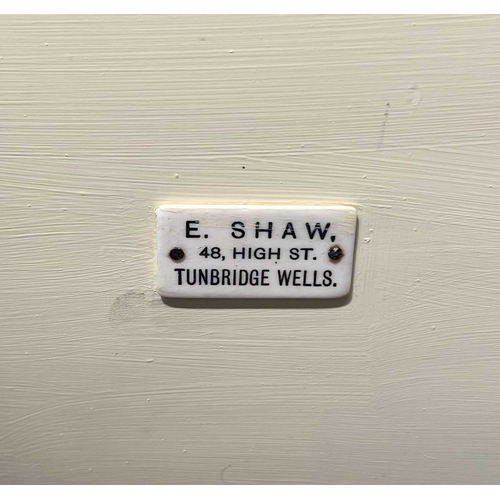 E. SHAW,
48, HIGH ST.
TUNBRIDGE WELLS.